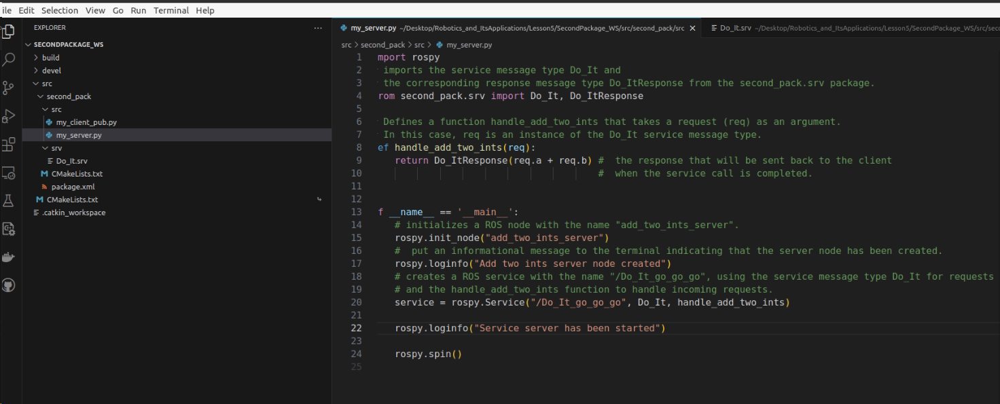 ile Edit Selection View Go Run Terminal Help
EXPLORER ...
SECONDPACKAGE_WS
build
devel
src
second_pack
src
my_client_pub.py
my_server.py
srv
Do_It.srv
CMakeLists.txt
package.xml
CMakeLists.txt
.catkin_workspace
my_server.py ~/Desktop/Robotics_and_ItsApplications/Lesson5/SecondPackage_WS/src/second_pack/src
Do_It.srv ~/Desktop/Robotics_and_ItsApplications/Lesson5/SecondPackage_WS/src/seco
src > second_pack > src > my_server.py
1 mport rospy
2 imports the service message type Do_It and
3 the corresponding response message type Do_ItResponse from the second_pack.srv package.
4 rom second_pack.srv import Do_It, Do_ItResponse
5
6 Defines a function handle_add_two_ints that takes a request (req) as an argument.
7 In this case, req is an instance of the Do_It service message type.
8 ef handle_add_two_ints(req):
9 return Do_ItResponse(req.a + req.b) # the response that will be sent back to the client
10 # when the service call is completed.
11
12
13 f __name__ == '__main__':
14 # initializes a ROS node with the name "add_two_ints_server".
15 rospy.init_node("add_two_ints_server")
16 # put an informational message to the terminal indicating that the server node has been created.
17 rospy.loginfo("Add two ints server node created")
18 # creates a ROS service with the name "/Do_It_go_go_go", using the service message type Do_It for requests
19 # and the handle_add_two_ints function to handle incoming requests.
20 service = rospy.Service("/Do_It_go_go_go", Do_It, handle_add_two_ints)
21
22 rospy.loginfo("Service server has been started")
23
24 rospy.spin()
25